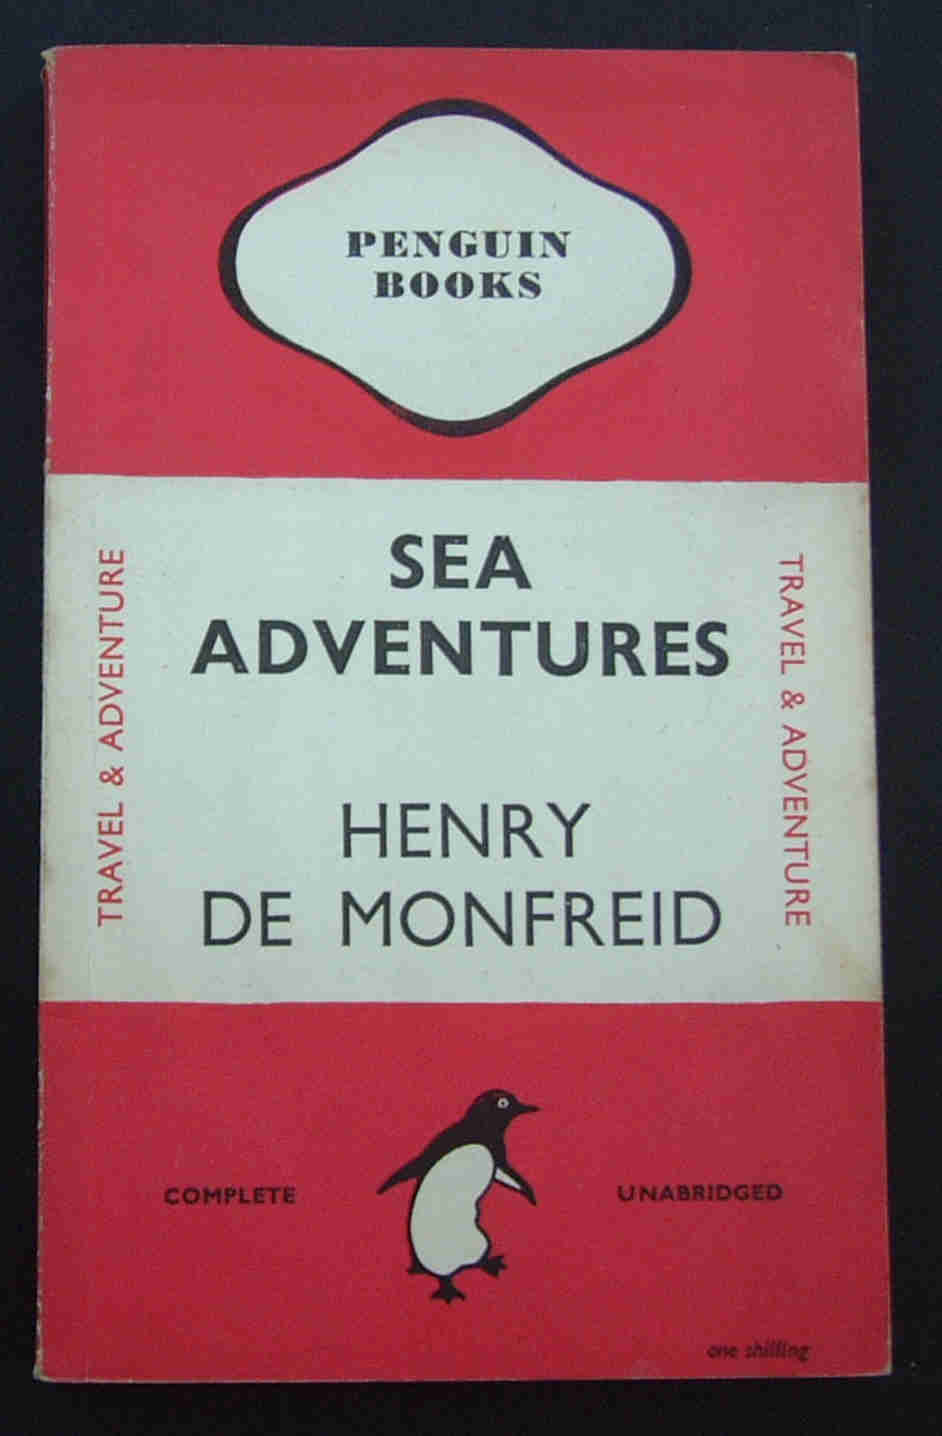 PENGUIN
BOOKS
SEA
ADVENTURES
TRAVEL & ADVENTURE
TRAVEL & ADVENTURE
HENRY
DE MONFREID
COMPLETE
UNABRIDGED
one shilling